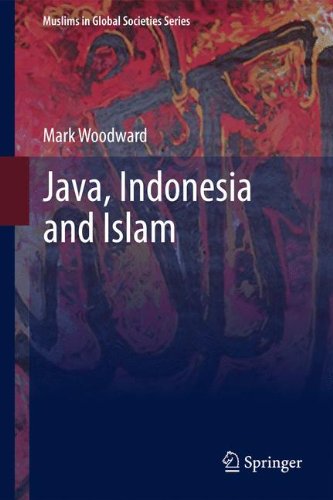 Muslims in Global Societies Series
Mark Woodward
Java, Indonesia
and Islam
Springer